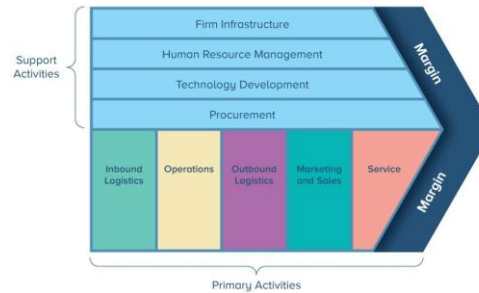 Firm Infrastructure
Human Resource Management
Support
Activities
Technology Development
Procurement
Margin
Inbound
Logistics
Operations
Outbound
Logistics
Marketing
and Sales
Service
Margin
Primary Activities